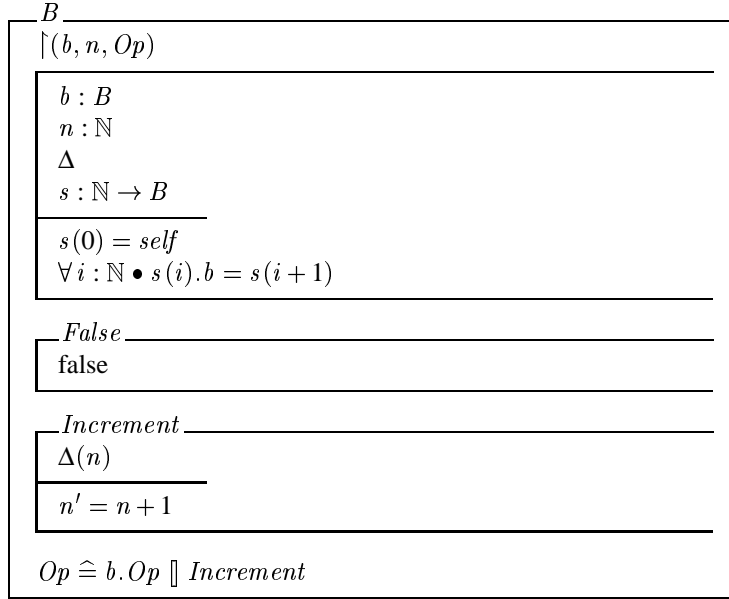 B
↾(b, n, Op)
b : B
n : ℕ
Δ
s : ℕ → B
s(0) = self
∀ i : ℕ • s(i).b = s(i + 1)
False
false
Increment
Δ(n)
n′ = n + 1
Op ≙ b.Op ⫾ Increment